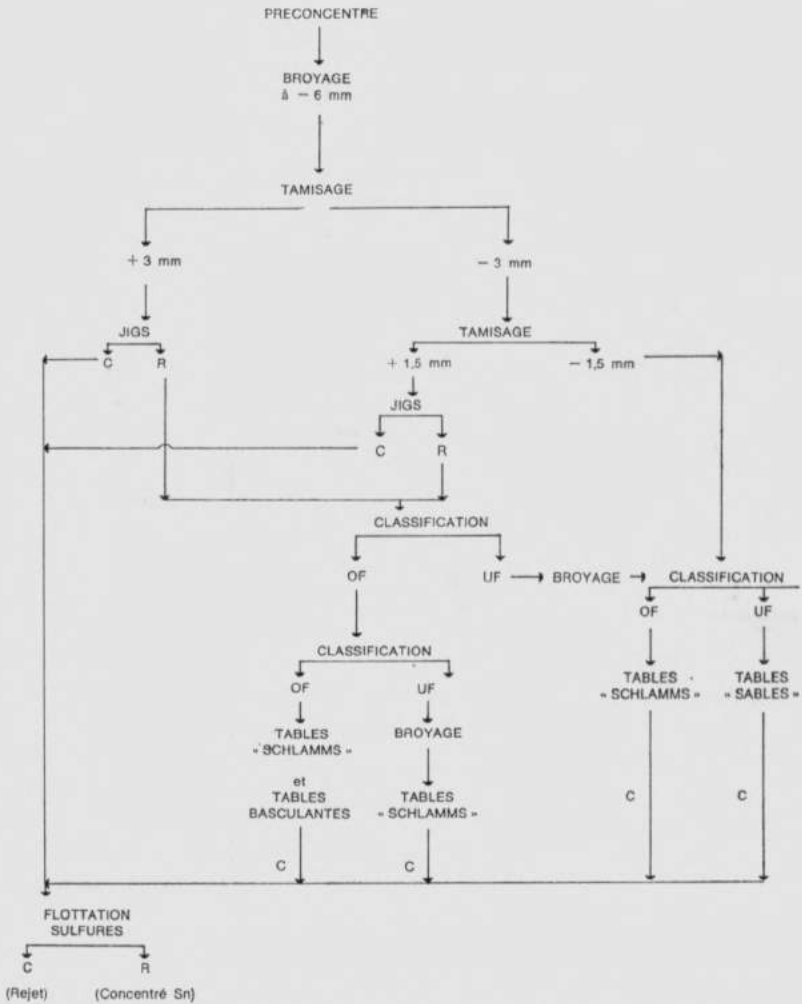 PRECONCENTRE
BROYAGE
à - 6 mm
TAMISAGE
+ 3 mm
- 3 mm
JIGS
TAMISAGE
C
R
+ 1,5 mm
- 1,5 mm
JIGS
C
R
CLASSIFICATION
OF
UF
BROYAGE
CLASSIFICATION
OF
UF
CLASSIFICATION
OF
UF
TABLES
« SCHLAMMS »
TABLES
« SABLES »
TABLES
« SCHLAMMS »
et
TABLES
BASCULANTES
BROYAGE
TABLES
« SCHLAMMS »
C
C
C
C
FLOTTATION
SULFURES
C
R
(Rejet)
(Concentré Sn)